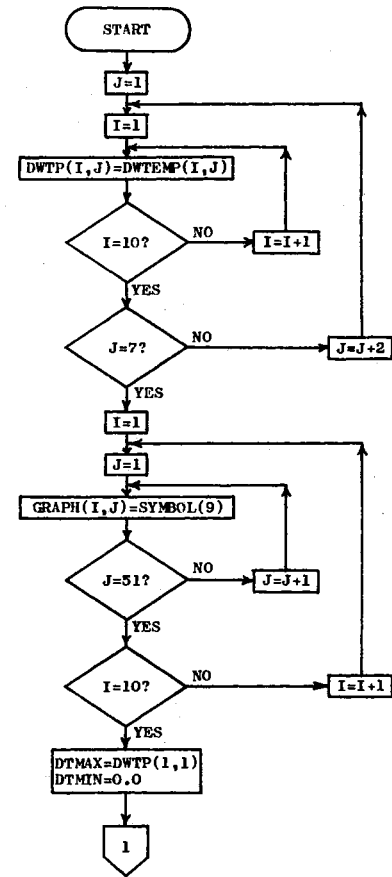 START
J=1
I=1
DWTP(I,J)=DWTEMP(I,J)
I=10?
NO
I=I+1
YES
J=7?
NO
J=J+2
YES
I=1
J=1
GRAPH(I,J)=SYMBOL(9)
J=51?
NO
J=J+1
YES
I=10?
NO
I=I+1
YES
DTMAX=DWTP(1,1)
DTMIN=0.0
1